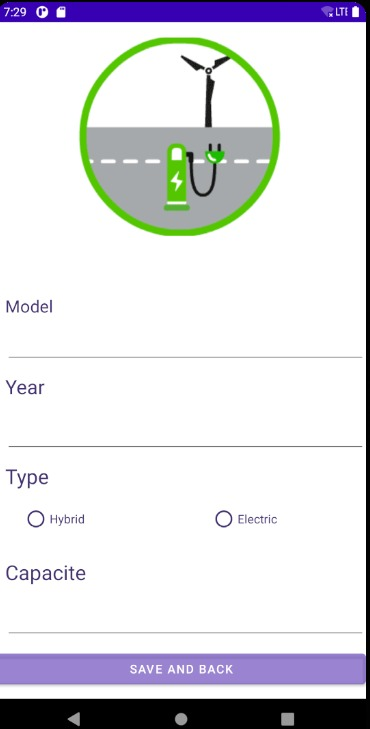 7:29 LTE
Model
Year
Type
Hybrid Electric
Capacite
SAVE AND BACK